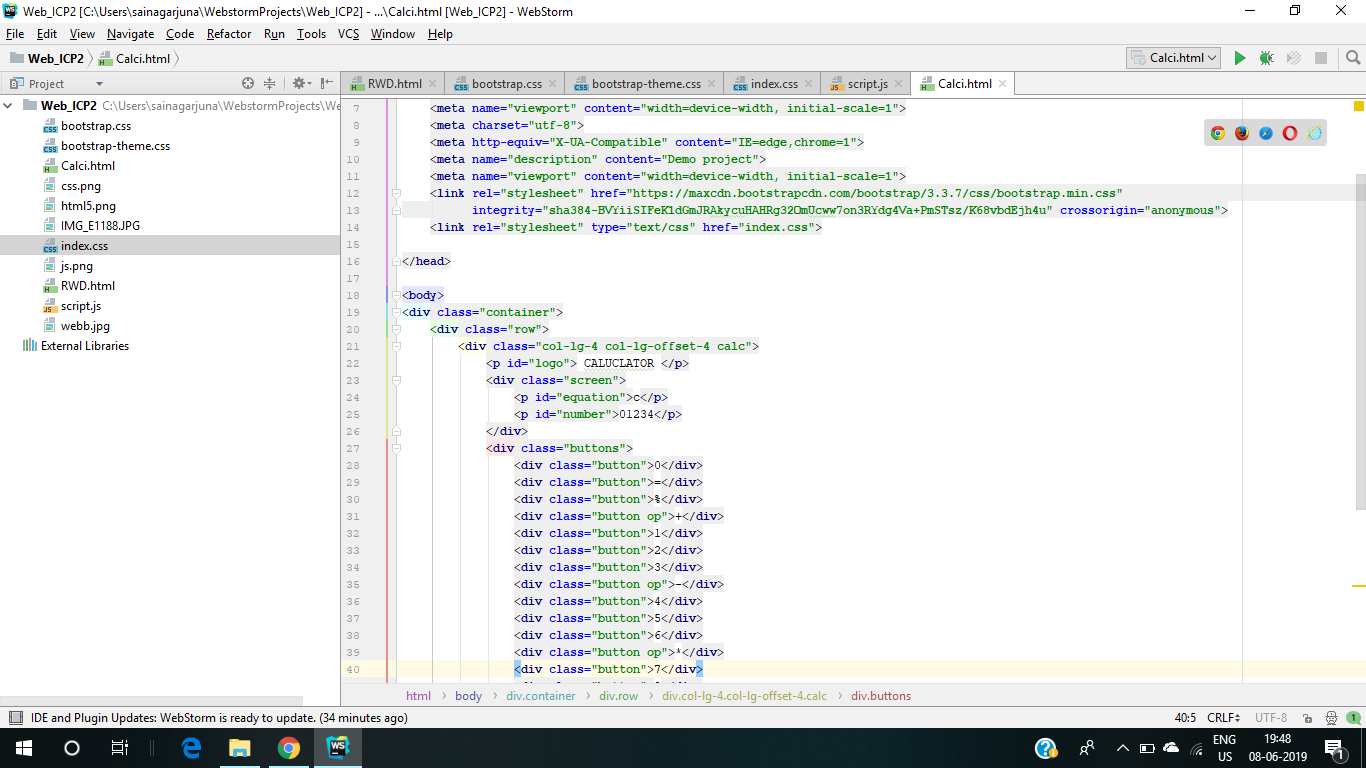 Web_ICP2 [C:\Users\sainagarjuna\WebstormProjects\Web_ICP2] - ...\Calci.html [Web_ICP2] - WebStorm
File Edit View Navigate Code Refactor Run Tools VCS Window Help
Web_ICP2 Calci.html
Calci.html
Project
RWD.html bootstrap.css bootstrap-theme.css index.css script.js Calci.html
Web_ICP2 C:\Users\sainagarjuna\WebstormProjects\We
bootstrap.css
bootstrap-theme.css
Calci.html
css.png
html5.png
IMG_E1188.JPG
index.css
js.png
RWD.html
script.js
webb.jpg
External Libraries
7 <meta name="viewport" content="width=device-width, initial-scale=1">
8 <meta charset="utf-8">
9 <meta http-equiv="X-UA-Compatible" content="IE=edge,chrome=1">
10 <meta name="description" content="Demo project">
11 <meta name="viewport" content="width=device-width, initial-scale=1">
12 <link rel="stylesheet" href="https://maxcdn.bootstrapcdn.com/bootstrap/3.3.7/css/bootstrap.min.css"
13 integrity="sha384-BVYiiSIFeK1dGmJRAkycuHAHRg32OmUcww7on3RYdg4Va+PmSTsz/K68vbdEjh4u" crossorigin="anonymous">
14 <link rel="stylesheet" type="text/css" href="index.css">
15
16 </head>
17
18 <body>
19 <div class="container">
20 <div class="row">
21 <div class="col-lg-4 col-lg-offset-4 calc">
22 <p id="logo"> CALUCLATOR </p>
23 <div class="screen">
24 <p id="equation">c</p>
25 <p id="number">01234</p>
26 </div>
27 <div class="buttons">
28 <div class="button">0</div>
29 <div class="button">=</div>
30 <div class="button">%</div>
31 <div class="button op">+</div>
32 <div class="button">1</div>
33 <div class="button">2</div>
34 <div class="button">3</div>
35 <div class="button op">-</div>
36 <div class="button">4</div>
37 <div class="button">5</div>
38 <div class="button">6</div>
39 <div class="button op">*</div>
40 <div class="button">7</div>
html body div.container div.row div.col-lg-4.col-lg-offset-4.calc div.buttons
IDE and Plugin Updates: WebStorm is ready to update. (34 minutes ago)
40:5 CRLF UTF-8 1
WS
ENG
US
19:48
08-06-2019
1